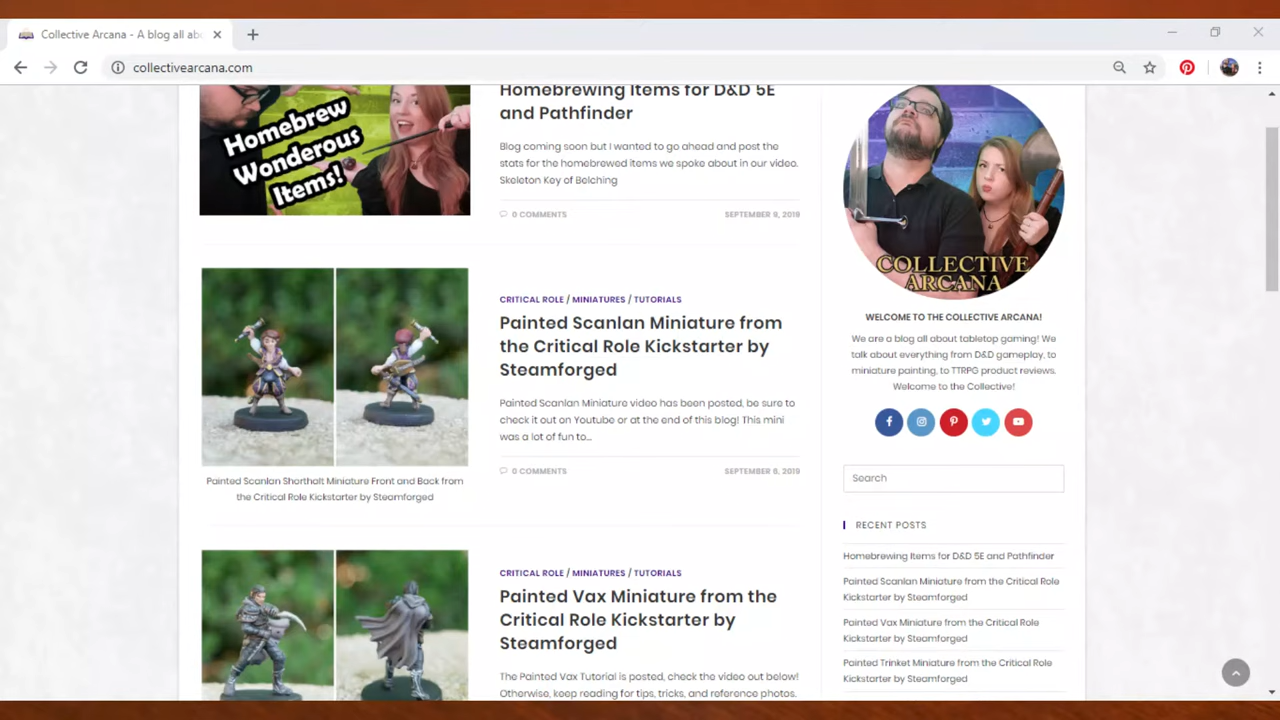 Collective Arcana - A blog all abo
collectivearcana.com
Homebrew
Wonderous
Items!
Homebrewing Items for D&D 5E
and Pathfinder
Blog coming soon but I wanted to go ahead and post the
stats for the homebrewed items we spoke about in our video.
Skeleton Key of Belching
0 COMMENTS
SEPTEMBER 9, 2019
Painted Scanlan Shorthalt Miniature Front and Back from
the Critical Role Kickstarter by Steamforged
CRITICAL ROLE / MINIATURES / TUTORIALS
Painted Scanlan Miniature from
the Critical Role Kickstarter by
Steamforged
Painted Scanlan Miniature video has been posted, be sure to
check it out on Youtube or at the end of this blog! This mini
was a lot of fun to...
0 COMMENTS
SEPTEMBER 6, 2019
CRITICAL ROLE / MINIATURES / TUTORIALS
Painted Vax Miniature from the
Critical Role Kickstarter by
Steamforged
The Painted Vax Tutorial is posted, check the video out below!
Otherwise, keep reading for tips, tricks, and reference photos.
COLLECTIVE
ARCANA
WELCOME TO THE COLLECTIVE ARCANA!
We are a blog all about tabletop gaming! We
talk about everything from D&D gameplay, to
miniature painting, to TTRPG product reviews.
Welcome to the Collective!
Search
RECENT POSTS
Homebrewing Items for D&D 5E and Pathfinder
Painted Scanlan Miniature from the Critical Role
Kickstarter by Steamforged
Painted Vax Miniature from the Critical Role
Kickstarter by Steamforged
Painted Trinket Miniature from the Critical Role
Kickstarter by Steamforged